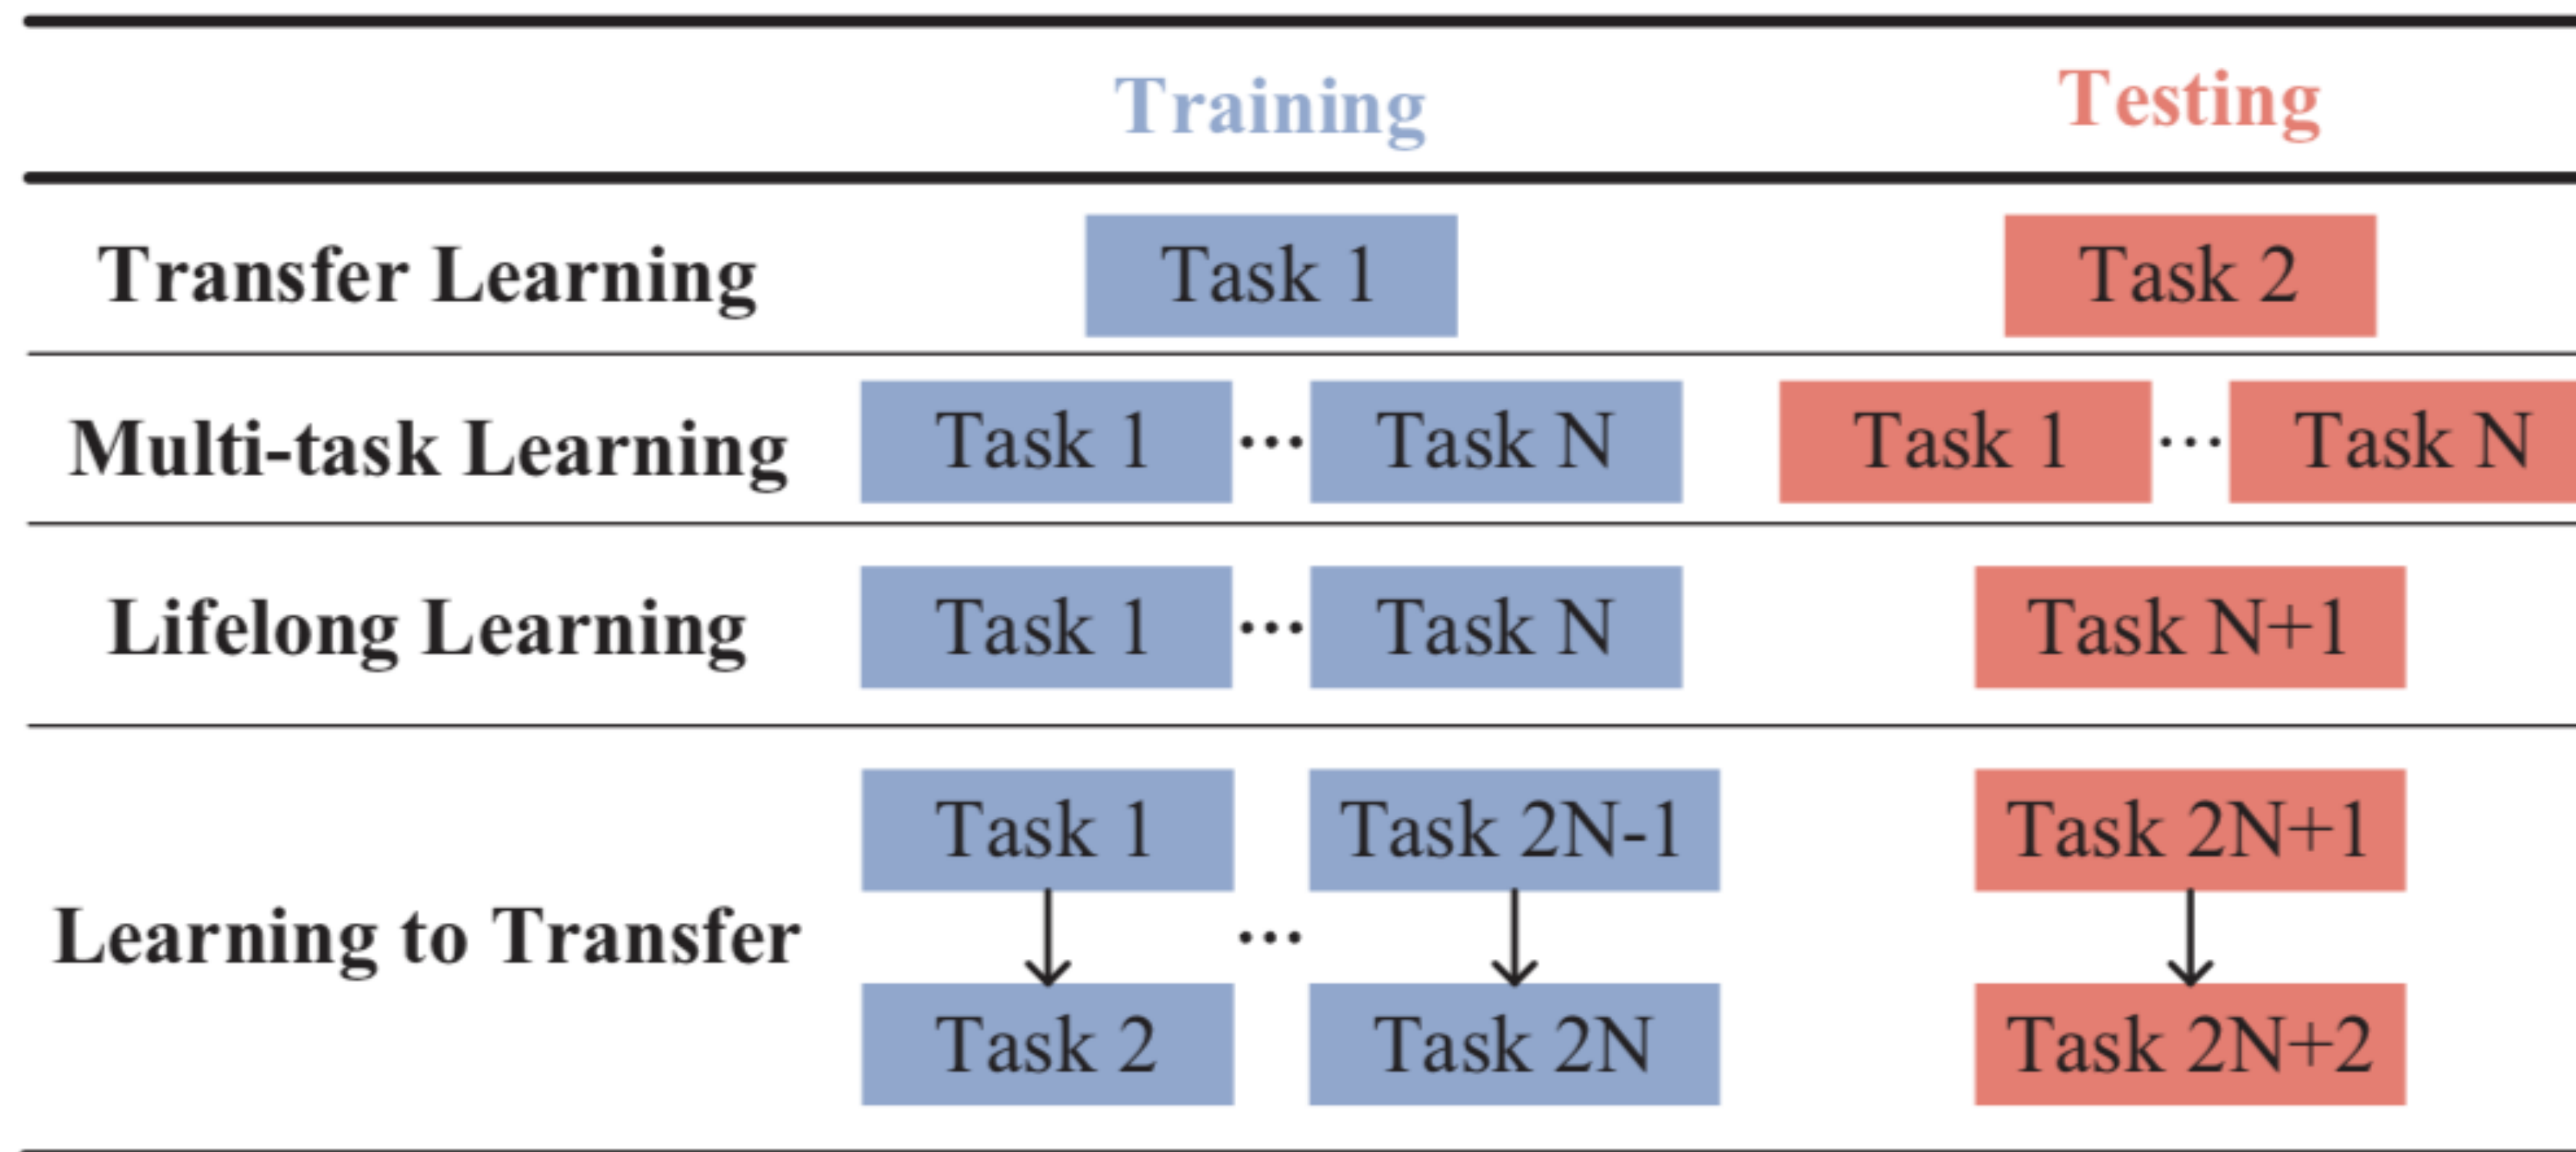 Training Testing
Transfer Learning Task 1 Task 2
Multi-task Learning Task 1 ... Task N Task 1 ... Task N
Lifelong Learning Task 1 ... Task N Task N+1
Task 1 Task 2N-1 Task 2N+1
Learning to Transfer ...
Task 2 Task 2N Task 2N+2